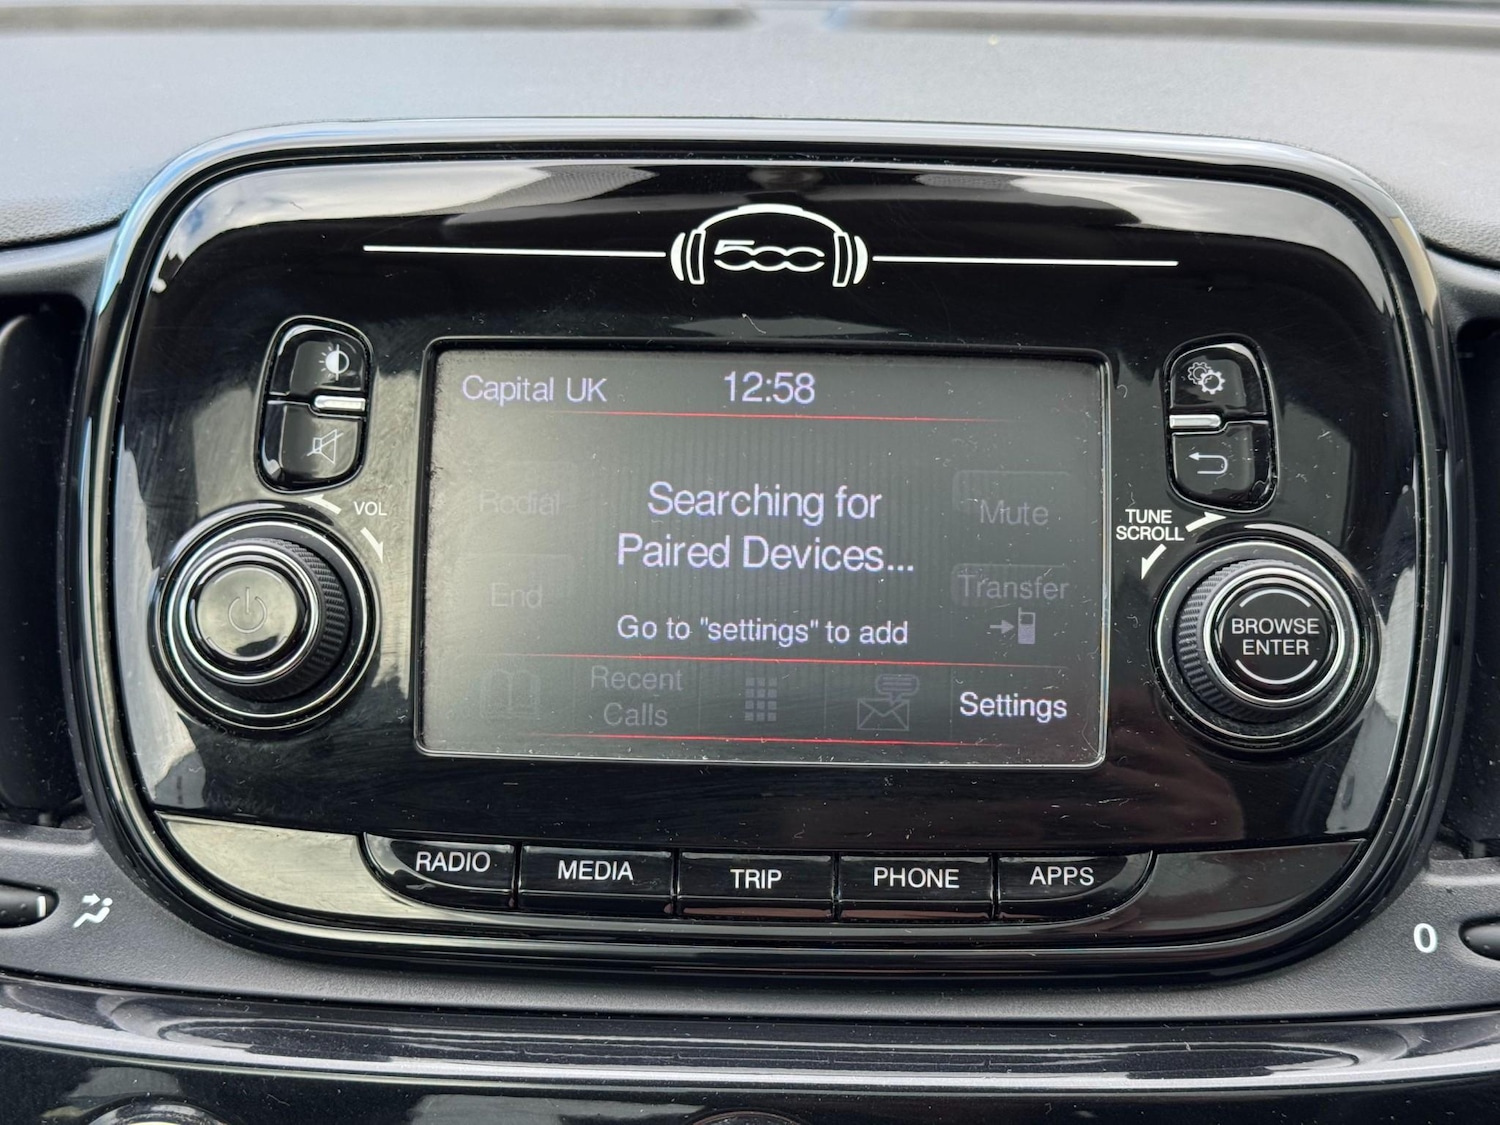 500
VOL
Capital UK
12:58
Redial
Searching for
Paired Devices...
Mute
End
Transfer
Go to "settings" to add
Recent
Calls
Settings
TUNE
SCROLL
BROWSE
ENTER
RADIO
MEDIA
TRIP
PHONE
APPS
0